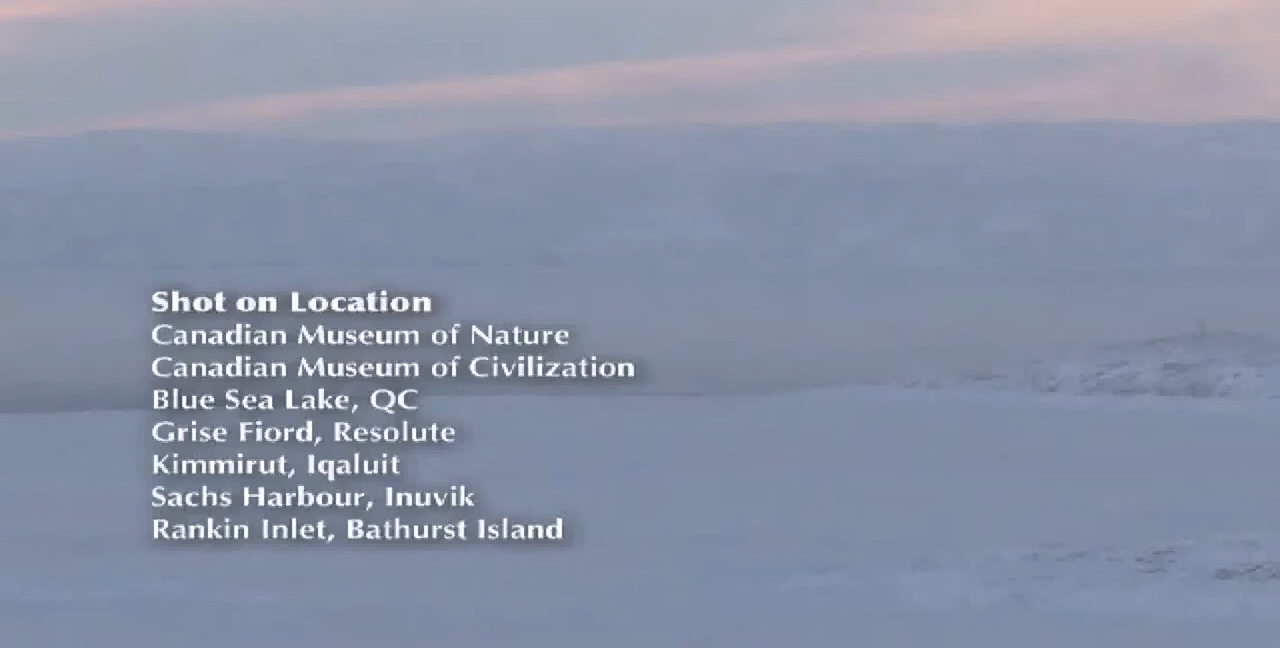 Shot on Location
Canadian Museum of Nature
Canadian Museum of Civilization
Blue Sea Lake, QC
Grise Fiord, Resolute
Kimmirut, Iqaluit
Sachs Harbour, Inuvik
Rankin Inlet, Bathurst Island